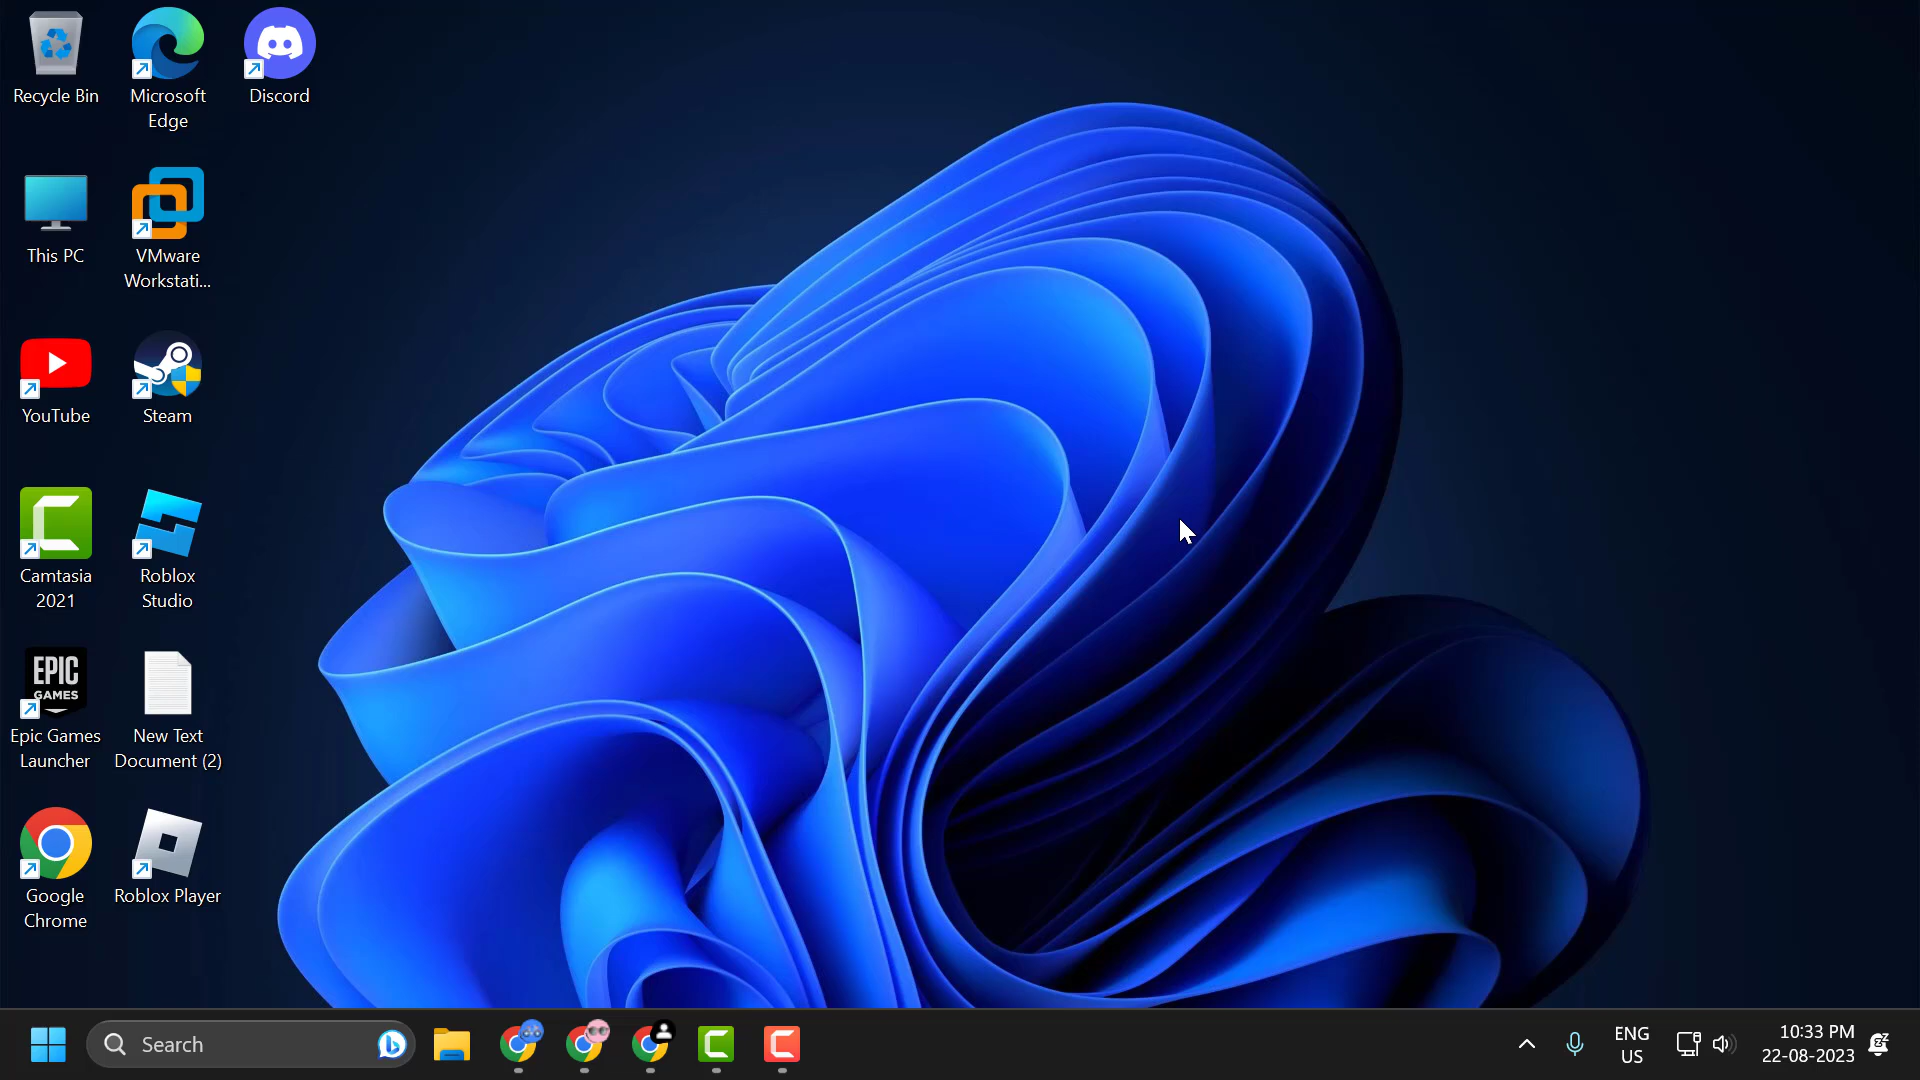 Recycle Bin
Microsoft
Edge
Discord
This PC
VMware
Workstati...
YouTube
Steam
Camtasia
2021
Roblox
Studio
EPIC
GAMES
Epic Games
Launcher
New Text
Document (2)
Google
Chrome
Roblox Player
Search
ENG
US
10:33 PM
22-08-2023